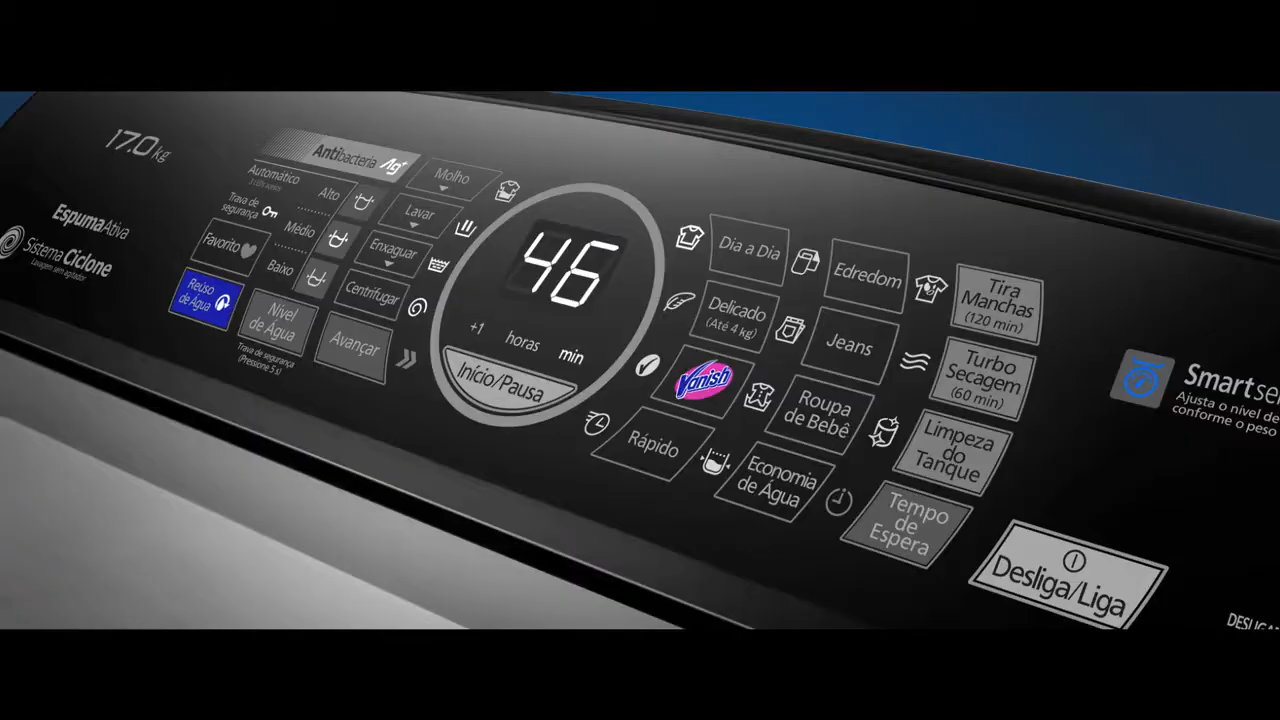 17.0 kg
EspumaAtiva
Sistema Ciclone
Lavagem sem agitador
Antibacteria Ag+
Automático
Trava de
segurança
Favorito
Reúso
de Água
Alto
Médio
Baixo
Nível
de Água
Trava de segurança
(Pressione 5 s)
Molho
Lavar
Enxaguar
Centrifugar
Avançar
46
+1 horas min
Início/Pausa
Dia a Dia
Delicado
(Até 4 kg)
Vanish
Rápido
Edredom
Jeans
Roupa
de Bebê
Economia
de Água
Tira
Manchas
(120 min)
Turbo
Secagem
(60 min)
Limpeza
do
Tanque
Tempo
de
Espera
Desliga/Liga
Smartse
Ajusta o nível de
conforme o peso
DESLIGA